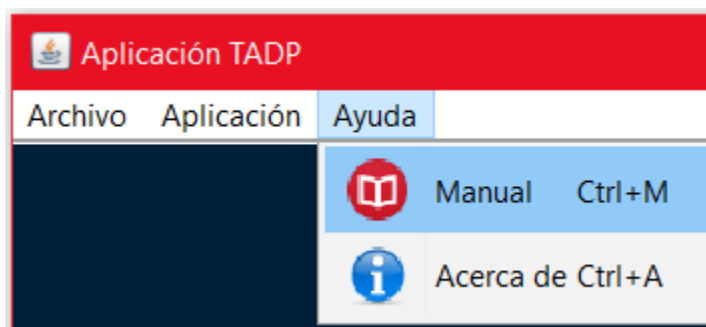 Aplicación TADP
Archivo Aplicación Ayuda
Manual Ctrl+M
Acerca de Ctrl+A